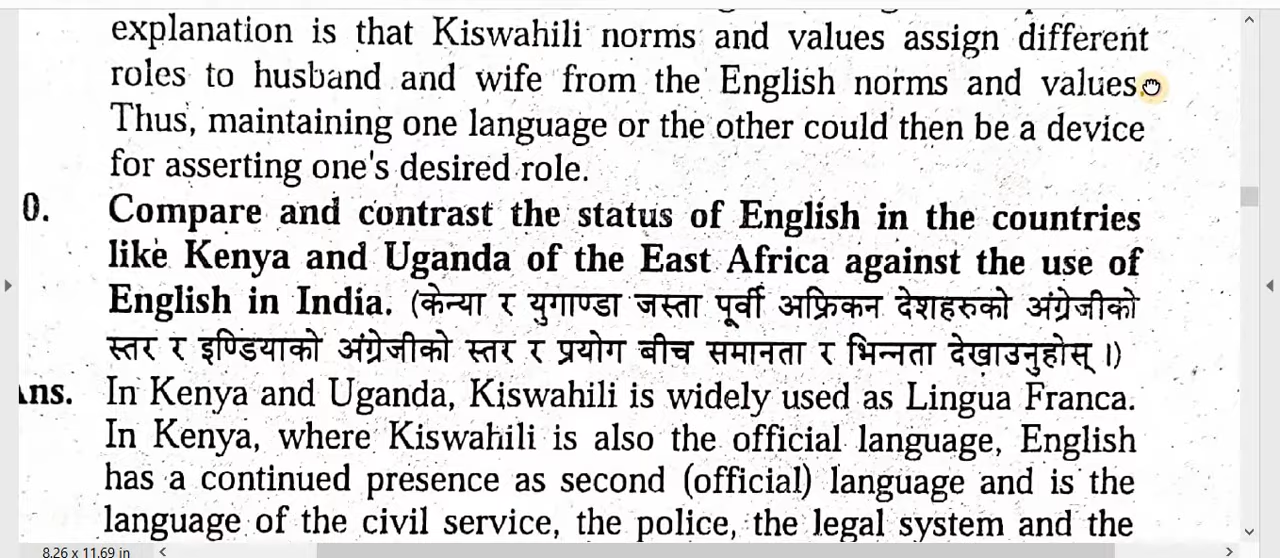 explanation is that Kiswahili norms and values assign different
roles to husband and wife from the English norms and values.
Thus, maintaining one language or the other could then be a device
for asserting one's desired role.
0. Compare and contrast the status of English in the countries
like Kenya and Uganda of the East Africa against the use of
English in India. (केन्या र युगाण्डा जस्ता पूर्वी अफ्रिकन देशहरुको अंग्रेजीको
स्तर र इण्डियाको अंग्रेजीको स्तर र प्रयोग बीच समानता र भिन्नता देखाउनुहोस् ।)
ns. In Kenya and Uganda, Kiswahili is widely used as Lingua Franca.
In Kenya, where Kiswahili is also the official language, English
has a continued presence as second (official) language and is the
language of the civil service, the police, the legal system and the
8.26 x 11.69 in